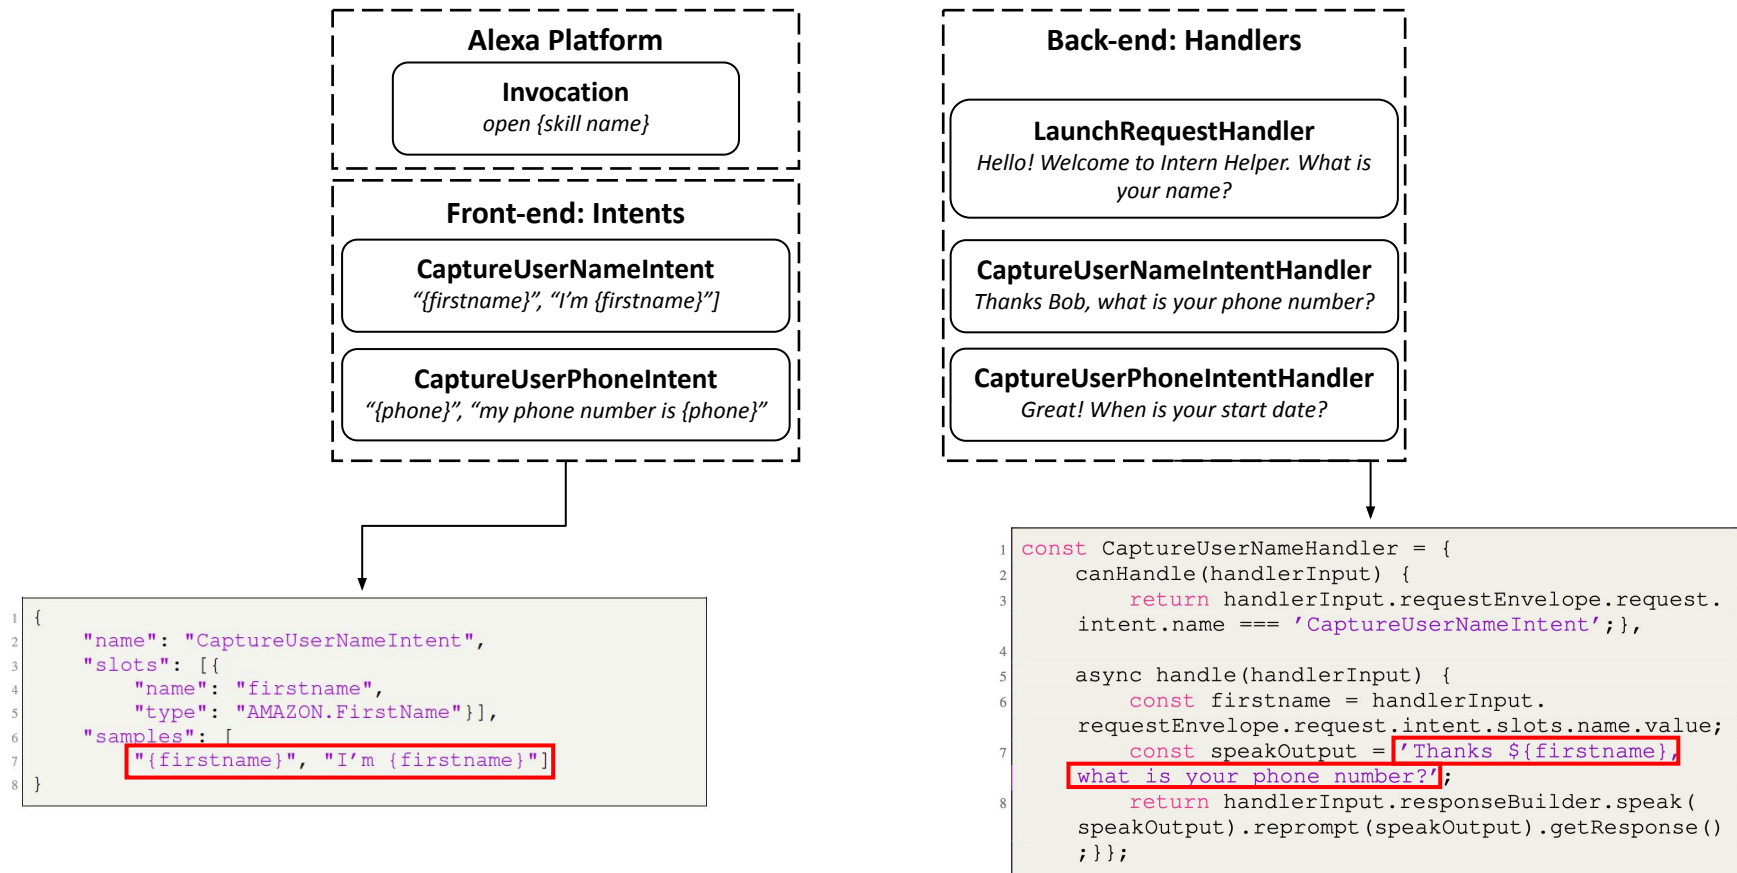 Alexa Platform
Invocation
open {skill name}
Front-end: Intents
CaptureUserNameIntent
“{firstname}”, “I’m {firstname}”]
CaptureUserPhoneIntent
“{phone}”, “my phone number is {phone}”
Back-end: Handlers
LaunchRequestHandler
Hello! Welcome to Intern Helper. What is
your name?
CaptureUserNameIntentHandler
Thanks Bob, what is your phone number?
CaptureUserPhoneIntentHandler
Great! When is your start date?
1 {
2 "name": "CaptureUserNameIntent",
3 "slots": [{
4 "name": "firstname",
5 "type": "AMAZON.FirstName"}],
6 "samples": [
7 "{firstname}", "I’m {firstname}"]
8 }
1 const CaptureUserNameHandler = {
2 canHandle(handlerInput) {
3 return handlerInput.requestEnvelope.request.
intent.name === ’CaptureUserNameIntent’;},
4
5 async handle(handlerInput) {
6 const firstname = handlerInput.
requestEnvelope.request.intent.slots.name.value;
7 const speakOutput = ’Thanks ${firstname},
what is your phone number?’;
8 return handlerInput.responseBuilder.speak(
speakOutput).reprompt(speakOutput).getResponse()
;}};